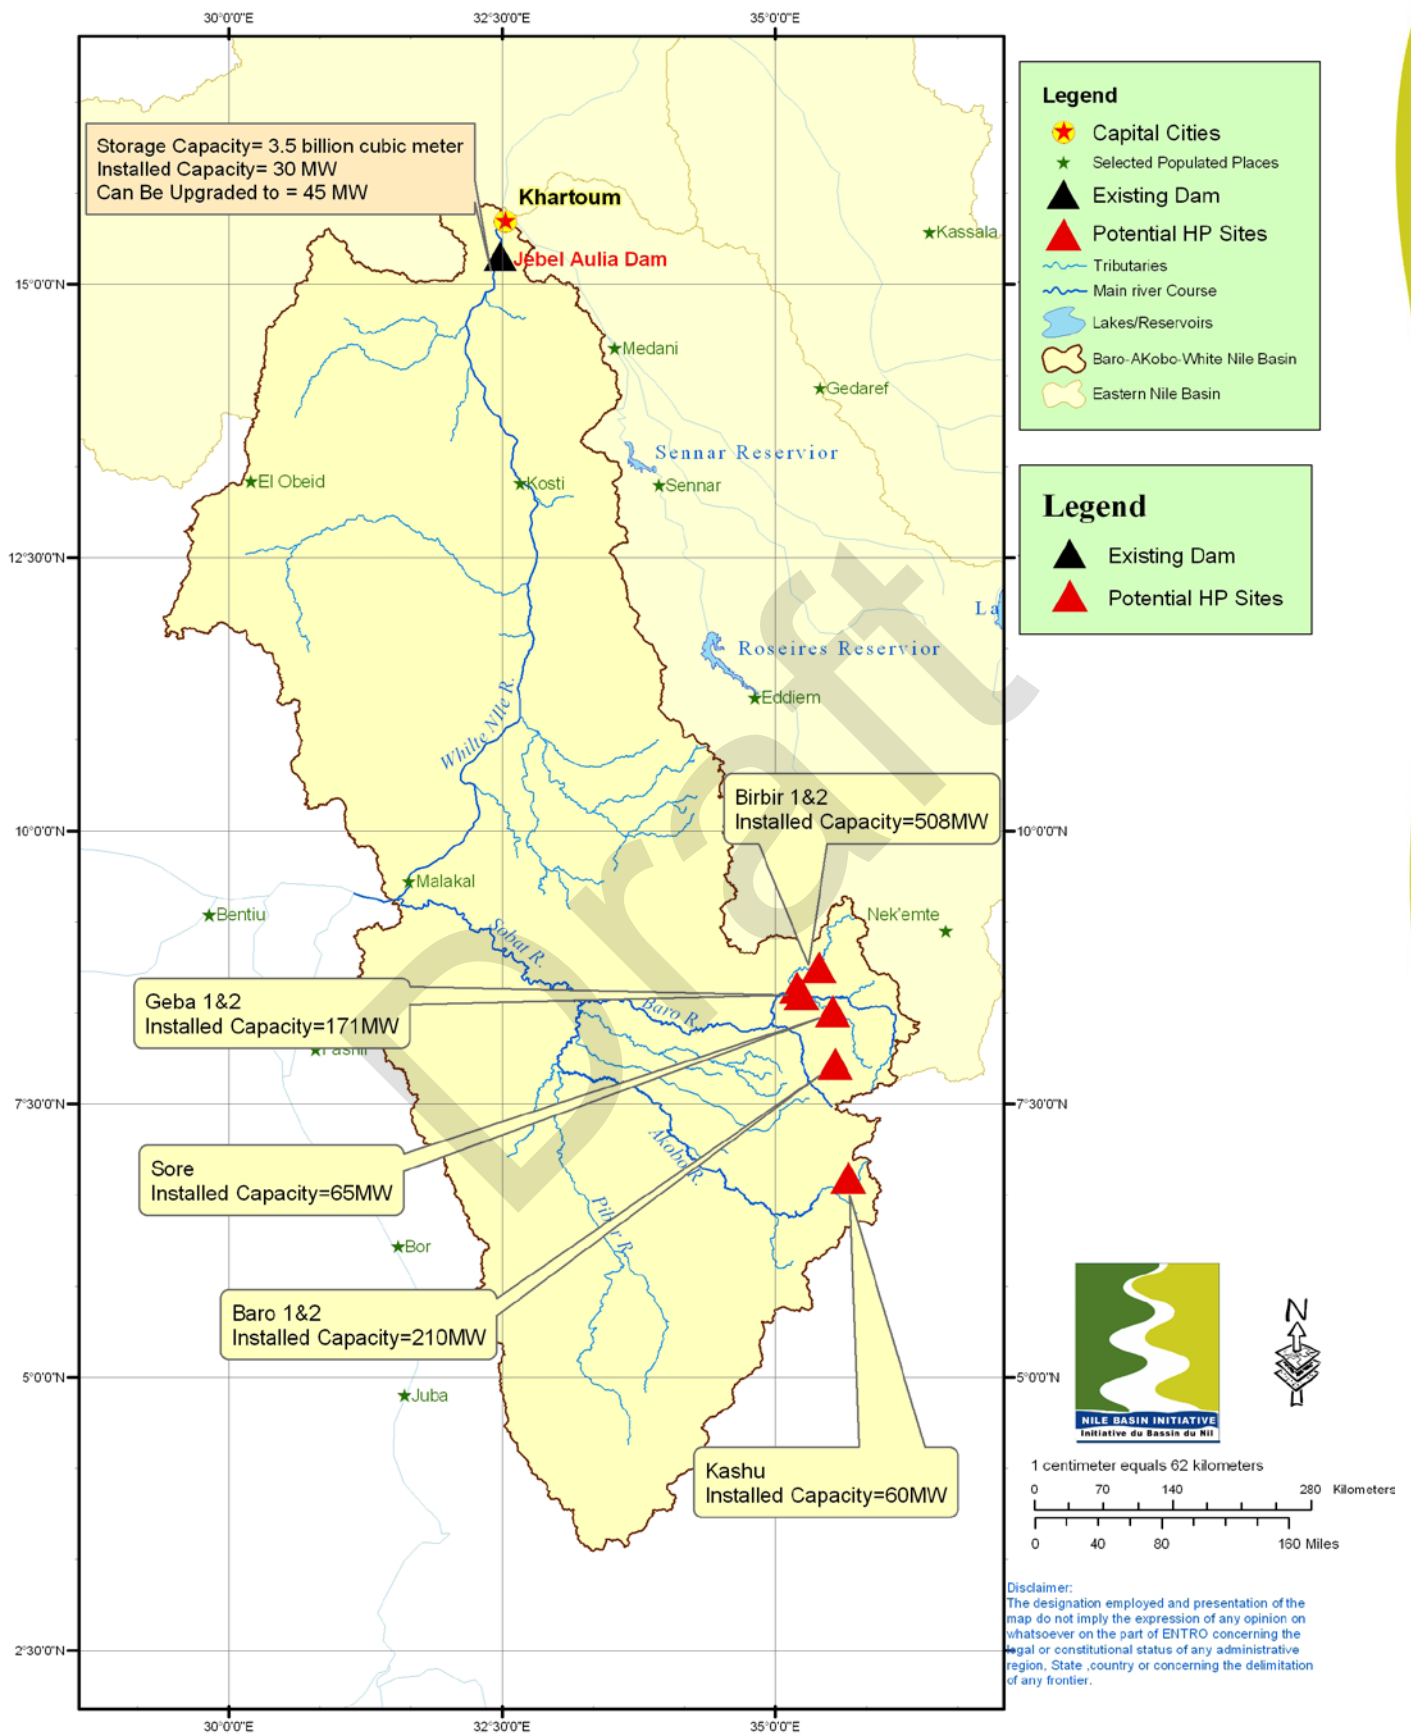 30°0'0"E
32°30'0"E
35°0'0"E
Storage Capacity= 3.5 billion cubic meter
Installed Capacity= 30 MW
Can Be Upgraded to = 45 MW
Khartoum
Jebel Aulia Dam
Kassala
15°0'0"N
Medani
Gedaref
Sennar Reservior
El Obeid
Kosti
Sennar
12°30'0"N
La
Roseires Reservior
Eddiem
Whilte NIle R.
Birbir 1&2
Installed Capacity=508MW
10°0'0"N
10°0'0"N
Malakal
Bentiu
Nek'emte
Sobat R.
Geba 1&2
Installed Capacity=171MW
Baro R.
7°30'0"N
7°30'0"N
Akobo R.
Sore
Installed Capacity=65MW
Bor
Baro 1&2
Installed Capacity=210MW
5°0'0"N
5°0'0"N
Juba
Kashu
Installed Capacity=60MW
2°30'0"N
30°0'0"E
32°30'0"E
35°0'0"E
Draft
Legend
Capital Cities
Selected Populated Places
Existing Dam
Potential HP Sites
Tributaries
Main river Course
Lakes/Reservoirs
Baro-AKobo-White Nile Basin
Eastern Nile Basin
Legend
Existing Dam
Potential HP Sites
NILE BASIN INITIATIVE
Initiative du Bassin du Nil
N
1 centimeter equals 62 kilometers
0 70 140 280 Kilometers
0 40 80 160 Miles
Disclaimer:
The designation employed and presentation of the
map do not imply the expression of any opinion on
whatsoever on the part of ENTRO concerning the
legal or constitutional status of any administrative
region, State ,country or concerning the delimitation
of any frontier.